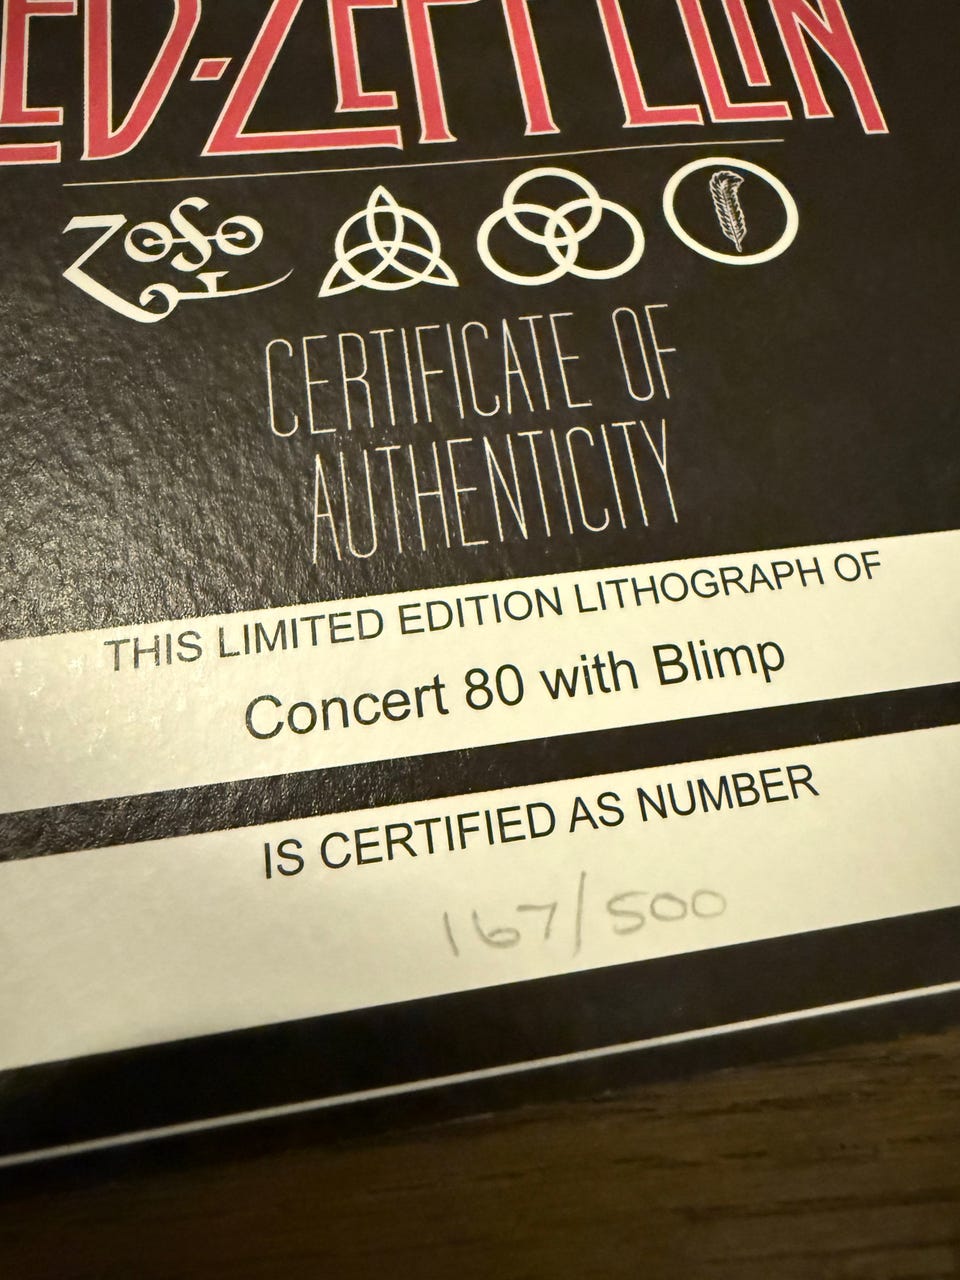 ED-ZEPPELIN
ZOSO
CERTIFICATE OF
AUTHENTICITY
THIS LIMITED EDITION LITHOGRAPH OF
Concert 80 with Blimp
IS CERTIFIED AS NUMBER
167/500